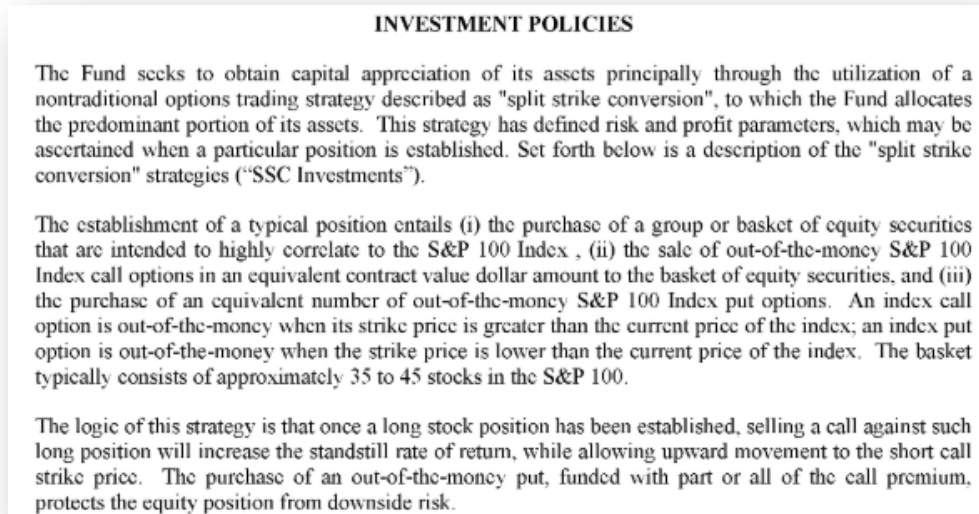 INVESTMENT POLICIES
The Fund seeks to obtain capital appreciation of its assets principally through the utilization of a
nontraditional options trading strategy described as "split strike conversion", to which the Fund allocates
the predominant portion of its assets. This strategy has defined risk and profit parameters, which may be
ascertained when a particular position is established. Set forth below is a description of the "split strike
conversion" strategies (“SSC Investments”).
The establishment of a typical position entails (i) the purchase of a group or basket of equity securities
that are intended to highly correlate to the S&P 100 Index , (ii) the sale of out-of-the-money S&P 100
Index call options in an equivalent contract value dollar amount to the basket of equity securities, and (iii)
the purchase of an equivalent number of out-of-the-money S&P 100 Index put options. An index call
option is out-of-the-money when its strike price is greater than the current price of the index; an index put
option is out-of-the-money when the strike price is lower than the current price of the index. The basket
typically consists of approximately 35 to 45 stocks in the S&P 100.
The logic of this strategy is that once a long stock position has been established, selling a call against such
long position will increase the standstill rate of return, while allowing upward movement to the short call
strike price. The purchase of an out-of-the-money put, funded with part or all of the call premium,
protects the equity position from downside risk.